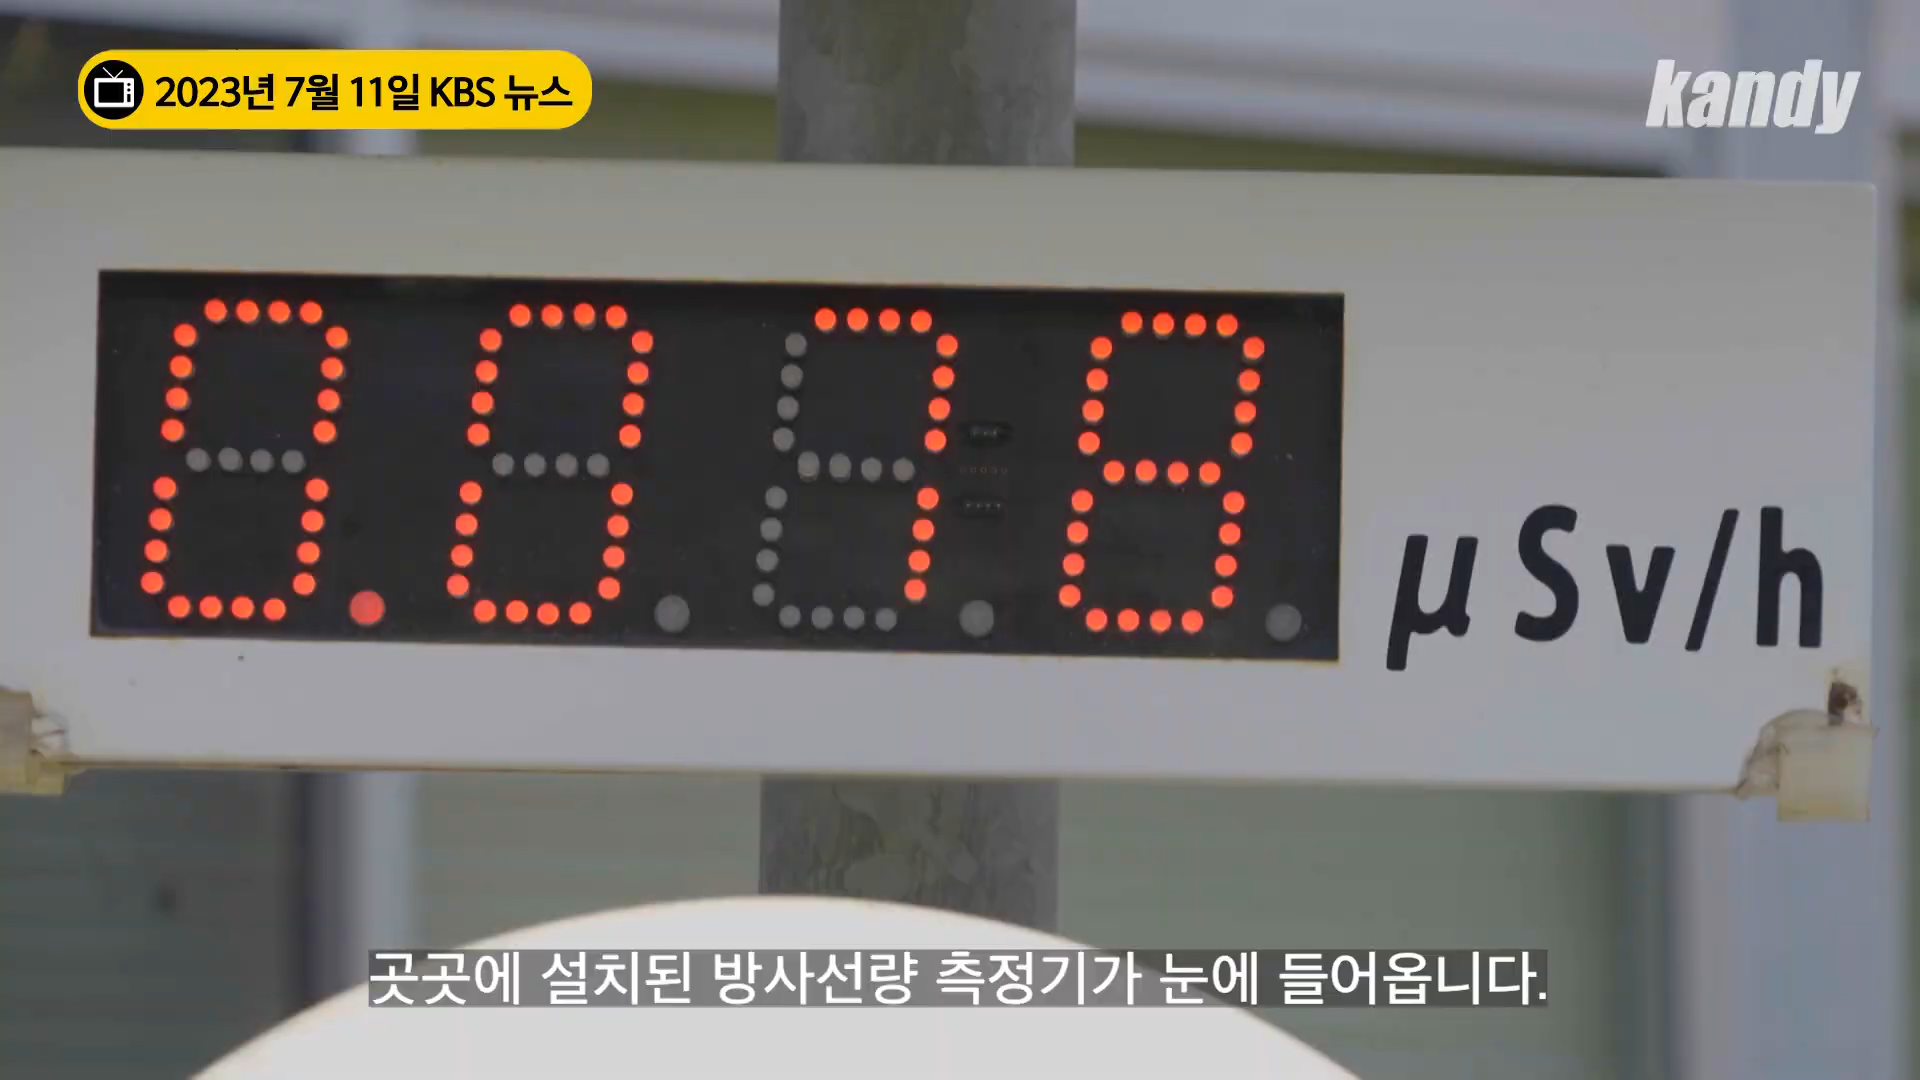 2023년 7월 11일 KBS 뉴스
kandy
0.078
μSv/h
곳곳에 설치된 방사선량 측정기가 눈에 들어옵니다.